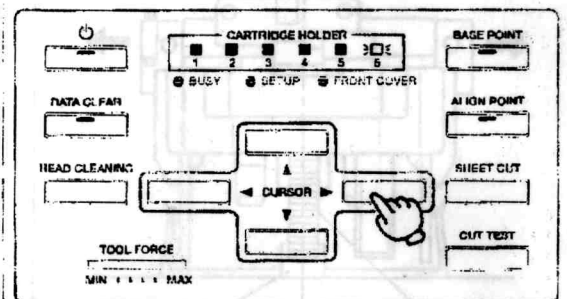 CARTRIDGE HOLDER
1 2 3 4 5 6
BUSY SETUP FRONT COVER
BASE POINT
DATA CLEAR
ALIGN POINT
HEAD CLEANING
CURSOR
SHEET CUT
TOOL FORCE
MIN MAX
CUT TEST